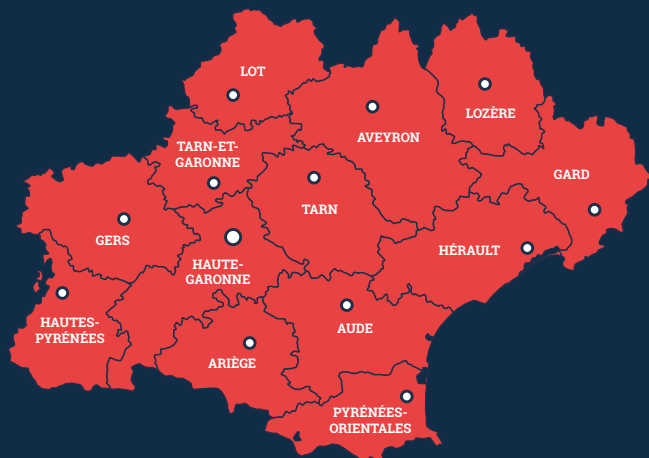 LOT
LOZÈRE
AVEYRON
TARN-ET-
GARONNE
GARD
TARN
GERS
HÉRAULT
HAUTE-
GARONNE
HAUTES-
PYRÉNÉES
AUDE
ARIÈGE
PYRÉNÉES-
ORIENTALES